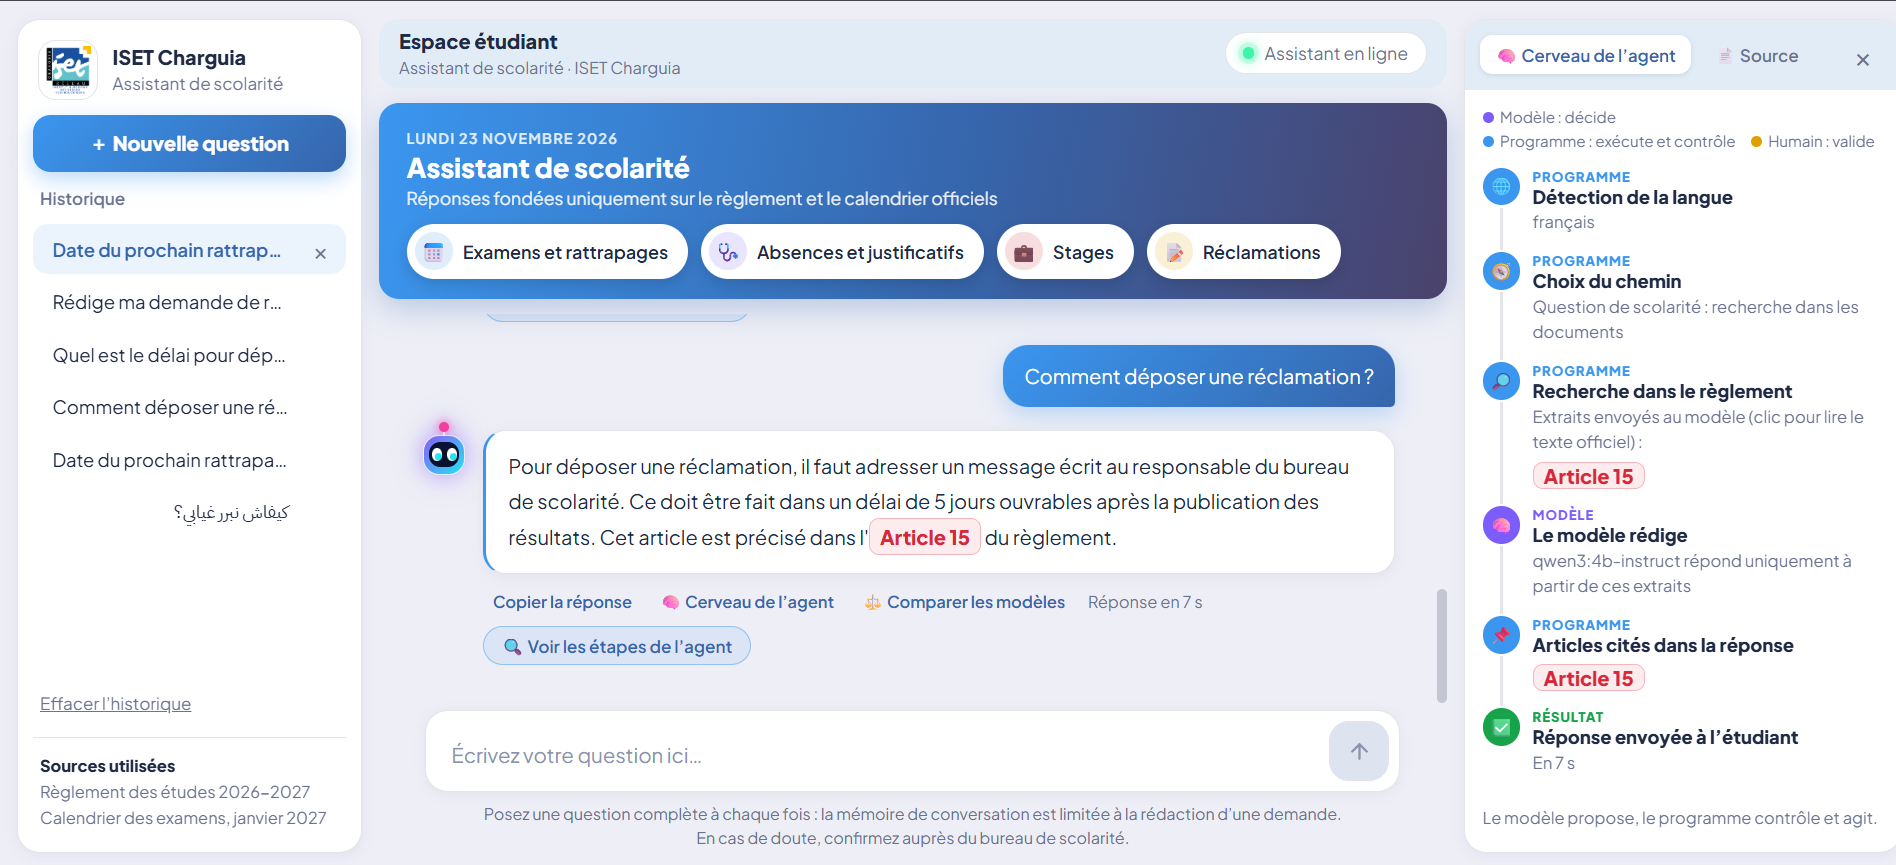 ISET Charguia
Assistant de scolarité
+ Nouvelle question
Historique
Date du prochain rattrap...
Rédige ma demande de r...
Quel est le délai pour dép...
Comment déposer une ré...
Date du prochain rattrapa...
كيفاش نبرر غيابي؟
Effacer l’historique
Sources utilisées
Règlement des études 2026–2027
Calendrier des examens, janvier 2027
Espace étudiant
Assistant de scolarité · ISET Charguia
Assistant en ligne
LUNDI 23 NOVEMBRE 2026
Assistant de scolarité
Réponses fondées uniquement sur le règlement et le calendrier officiels
Examens et rattrapages
Absences et justificatifs
Stages
Réclamations
Comment déposer une réclamation ?
Pour déposer une réclamation, il faut adresser un message écrit au responsable du bureau
de scolarité. Ce doit être fait dans un délai de 5 jours ouvrables après la publication des
résultats. Cet article est précisé dans l'Article 15 du règlement.
Copier la réponse
Cerveau de l’agent
Comparer les modèles
Réponse en 7 s
Voir les étapes de l’agent
Écrivez votre question ici...
Posez une question complète à chaque fois : la mémoire de conversation est limitée à la rédaction d’une demande.
En cas de doute, confirmez auprès du bureau de scolarité.
Cerveau de l’agent
Source
Modèle : décide
Programme : exécute et contrôle
Humain : valide
PROGRAMME
Détection de la langue
français
PROGRAMME
Choix du chemin
Question de scolarité : recherche dans les
documents
PROGRAMME
Recherche dans le règlement
Extraits envoyés au modèle (clic pour lire le
texte officiel) :
Article 15
MODÈLE
Le modèle rédige
qwen3:4b-instruct répond uniquement à
partir de ces extraits
PROGRAMME
Articles cités dans la réponse
Article 15
RÉSULTAT
Réponse envoyée à l’étudiant
En 7 s
Le modèle propose, le programme contrôle et agit.